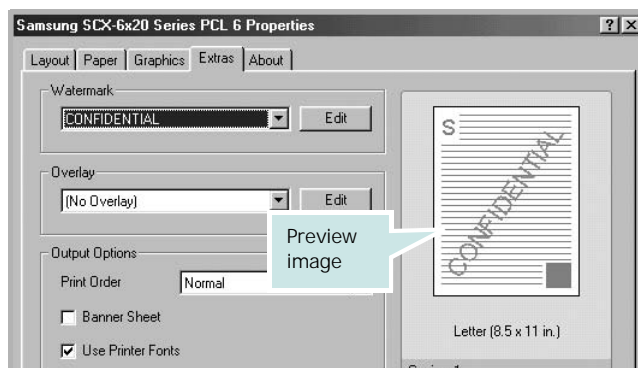 Samsung SCX-6x20 Series PCL 6 Properties
Layout Paper Graphics Extras About
Watermark
CONFIDENTIAL Edit
Overlay
(No Overlay) Edit
Output Options
Print Order Normal
Banner Sheet
Use Printer Fonts
Preview
image
S
CONFIDENTIAL
Letter (8.5 x 11 in.)